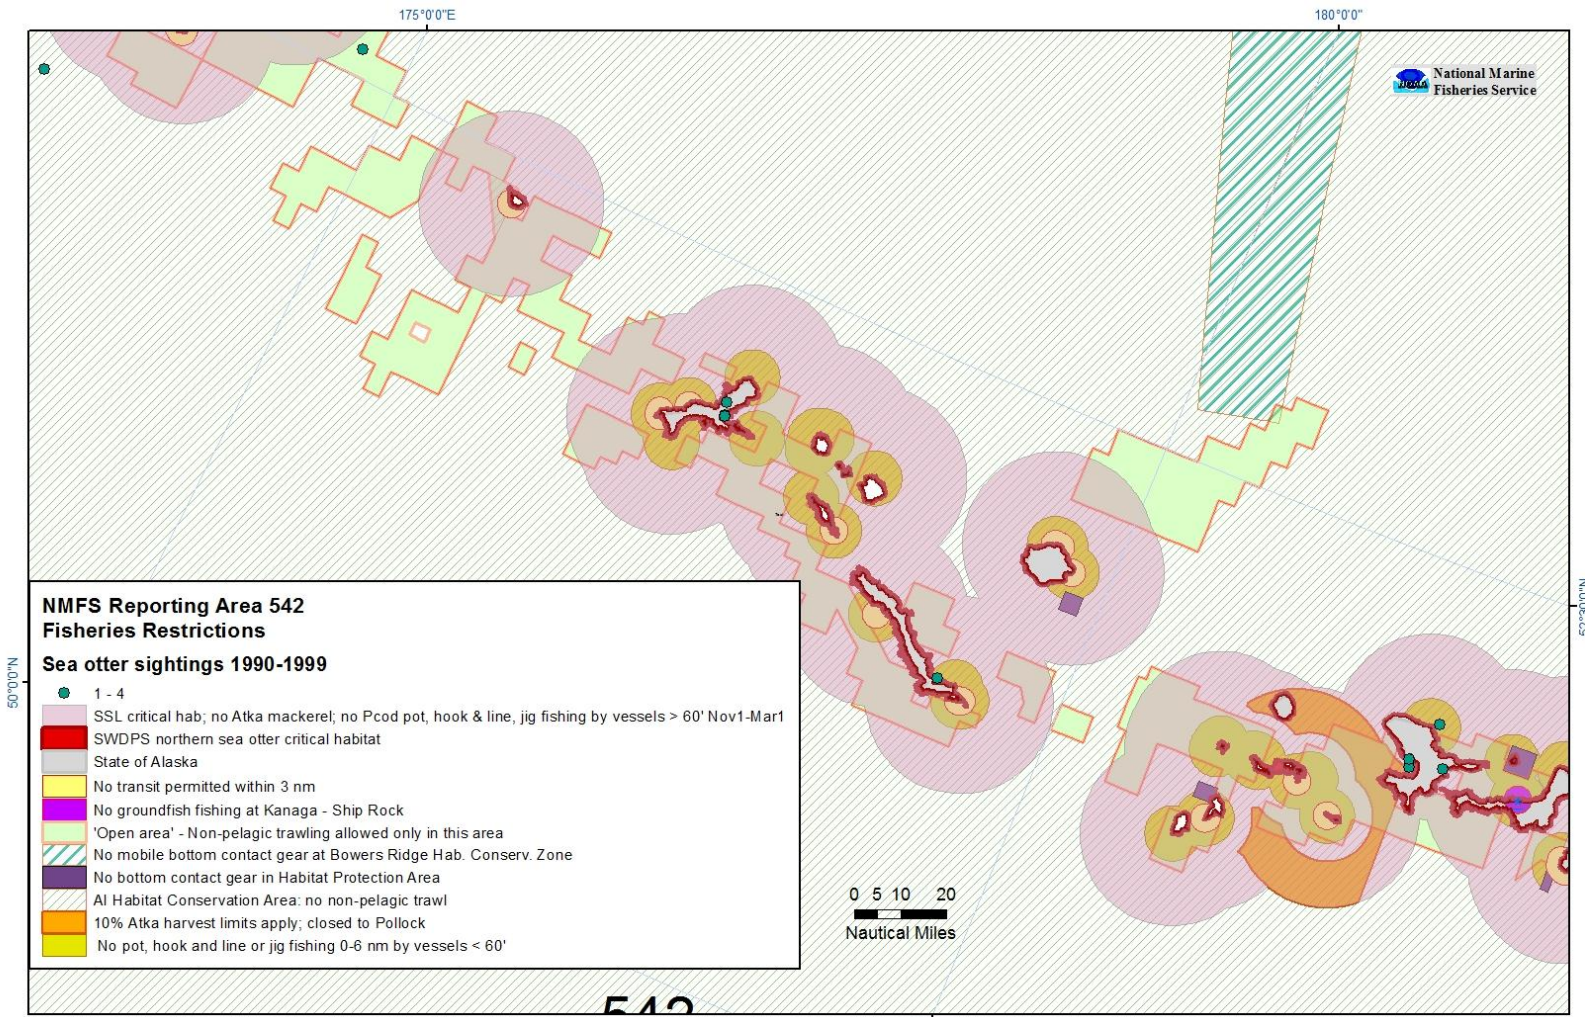 175°0'0"E
180°0'0"
National Marine
Fisheries Service
NMFS Reporting Area 542
Fisheries Restrictions
Sea otter sightings 1990-1999
1 - 4
SSL critical hab; no Atka mackerel; no Pcod pot, hook & line, jig fishing by vessels > 60' Nov1-Mar1
SWDPS northern sea otter critical habitat
State of Alaska
No transit permitted within 3 nm
No groundfish fishing at Kanaga - Ship Rock
'Open area' - Non-pelagic trawling allowed only in this area
No mobile bottom contact gear at Bowers Ridge Hab. Conserv. Zone
No bottom contact gear in Habitat Protection Area
AI Habitat Conservation Area: no non-pelagic trawl
10% Atka harvest limits apply; closed to Pollock
No pot, hook and line or jig fishing 0-6 nm by vessels < 60'
50°0'0"N
0 5 10 20
Nautical Miles
542